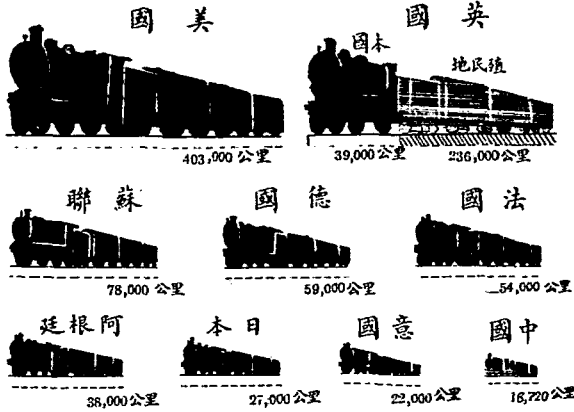 英國
本國
殖民地
39,000公里
236,000公里
美國
403,000公里
法國
54,000公里
德國
59,000公里
蘇聯
78,000公里
中國
16,720公里
意國
22,000公里
日本
27,000公里
阿根廷
38,000公里